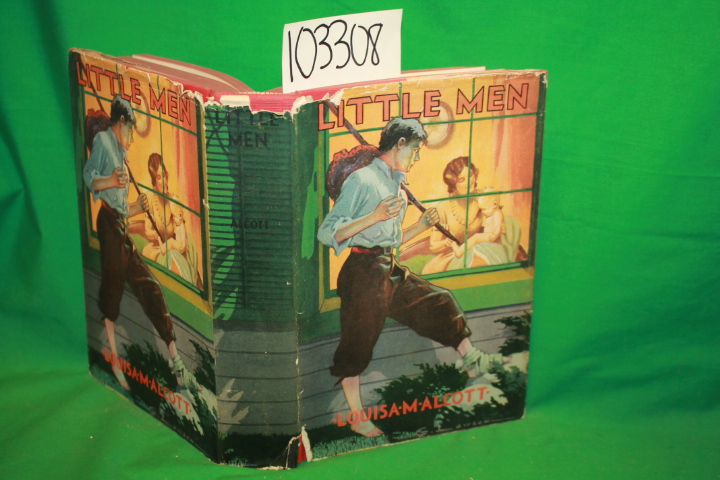 103308
LITTLE MEN
LOUISA·M·ALCOTT
LITTLE
MEN
ALCOTT
LITTLE MEN
·LOUISA·M·ALCOTT·